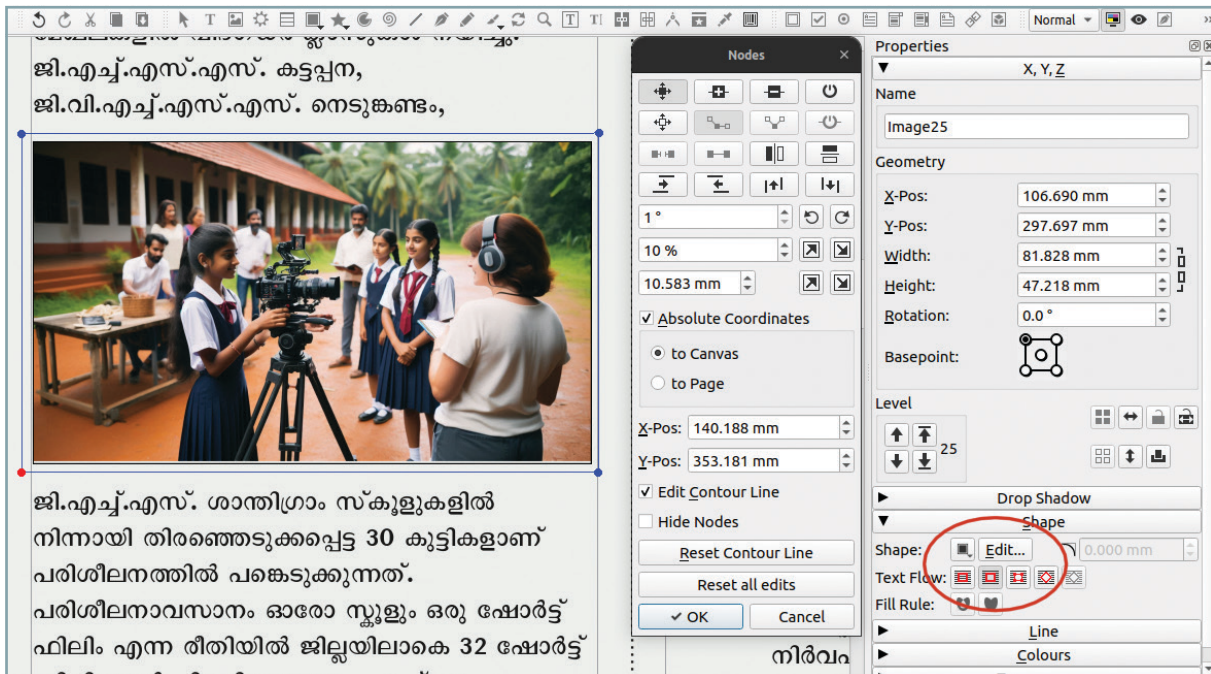 Normal
ജി.എച്ച്.എസ്.എസ്. കട്ടപ്പന,
ജി.വി.എച്ച്.എസ്.എസ്. നെടുങ്കണ്ടം,
ജി.എച്ച്.എസ്. ശാന്തിഗ്രാം സ്കൂളുകളിൽ
നിന്നായി തിരഞ്ഞെടുക്കപ്പെട്ട 30 കുട്ടികളാണ്
പരിശീലനത്തിൽ പങ്കെടുക്കുന്നത്.
പരിശീലനാവസാനം ഓരോ സ്കൂളും ഒരു ഷോർട്ട്
ഫിലിം എന്ന രീതിയിൽ ജില്ലയിലാകെ 32 ഷോർട്ട്
Nodes
1 °
10 %
10.583 mm
Absolute Coordinates
to Canvas
to Page
X-Pos: 140.188 mm
Y-Pos: 353.181 mm
Edit Contour Line
Hide Nodes
Reset Contour Line
Reset all edits
OK Cancel
Properties
X, Y, Z
Name
Image25
Geometry
X-Pos: 106.690 mm
Y-Pos: 297.697 mm
Width: 81.828 mm
Height: 47.218 mm
Rotation: 0.0 °
Basepoint:
Level
25
Drop Shadow
Shape
Shape: Edit... 0.000 mm
Text Flow:
Fill Rule:
Line
Colours